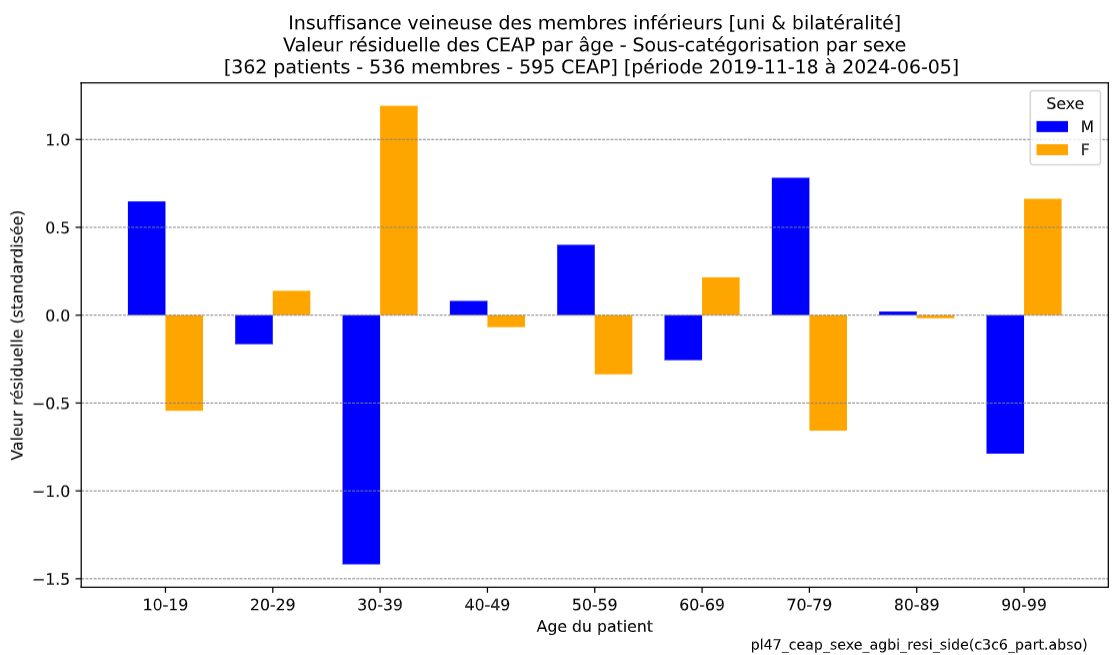 Insuffisance veineuse des membres inférieurs [uni & bilatéralité]
Valeur résiduelle des CEAP par âge - Sous-catégorisation par sexe
[362 patients - 536 membres - 595 CEAP] [période 2019-11-18 à 2024-06-05]
Sexe
M
F
Valeur résiduelle (standardisée)
1.0
0.5
0.0
−0.5
−1.0
−1.5
10-19 20-29 30-39 40-49 50-59 60-69 70-79 80-89 90-99
Age du patient
pl47_ceap_sexe_agbi_resi_side(c3c6_part.abso)